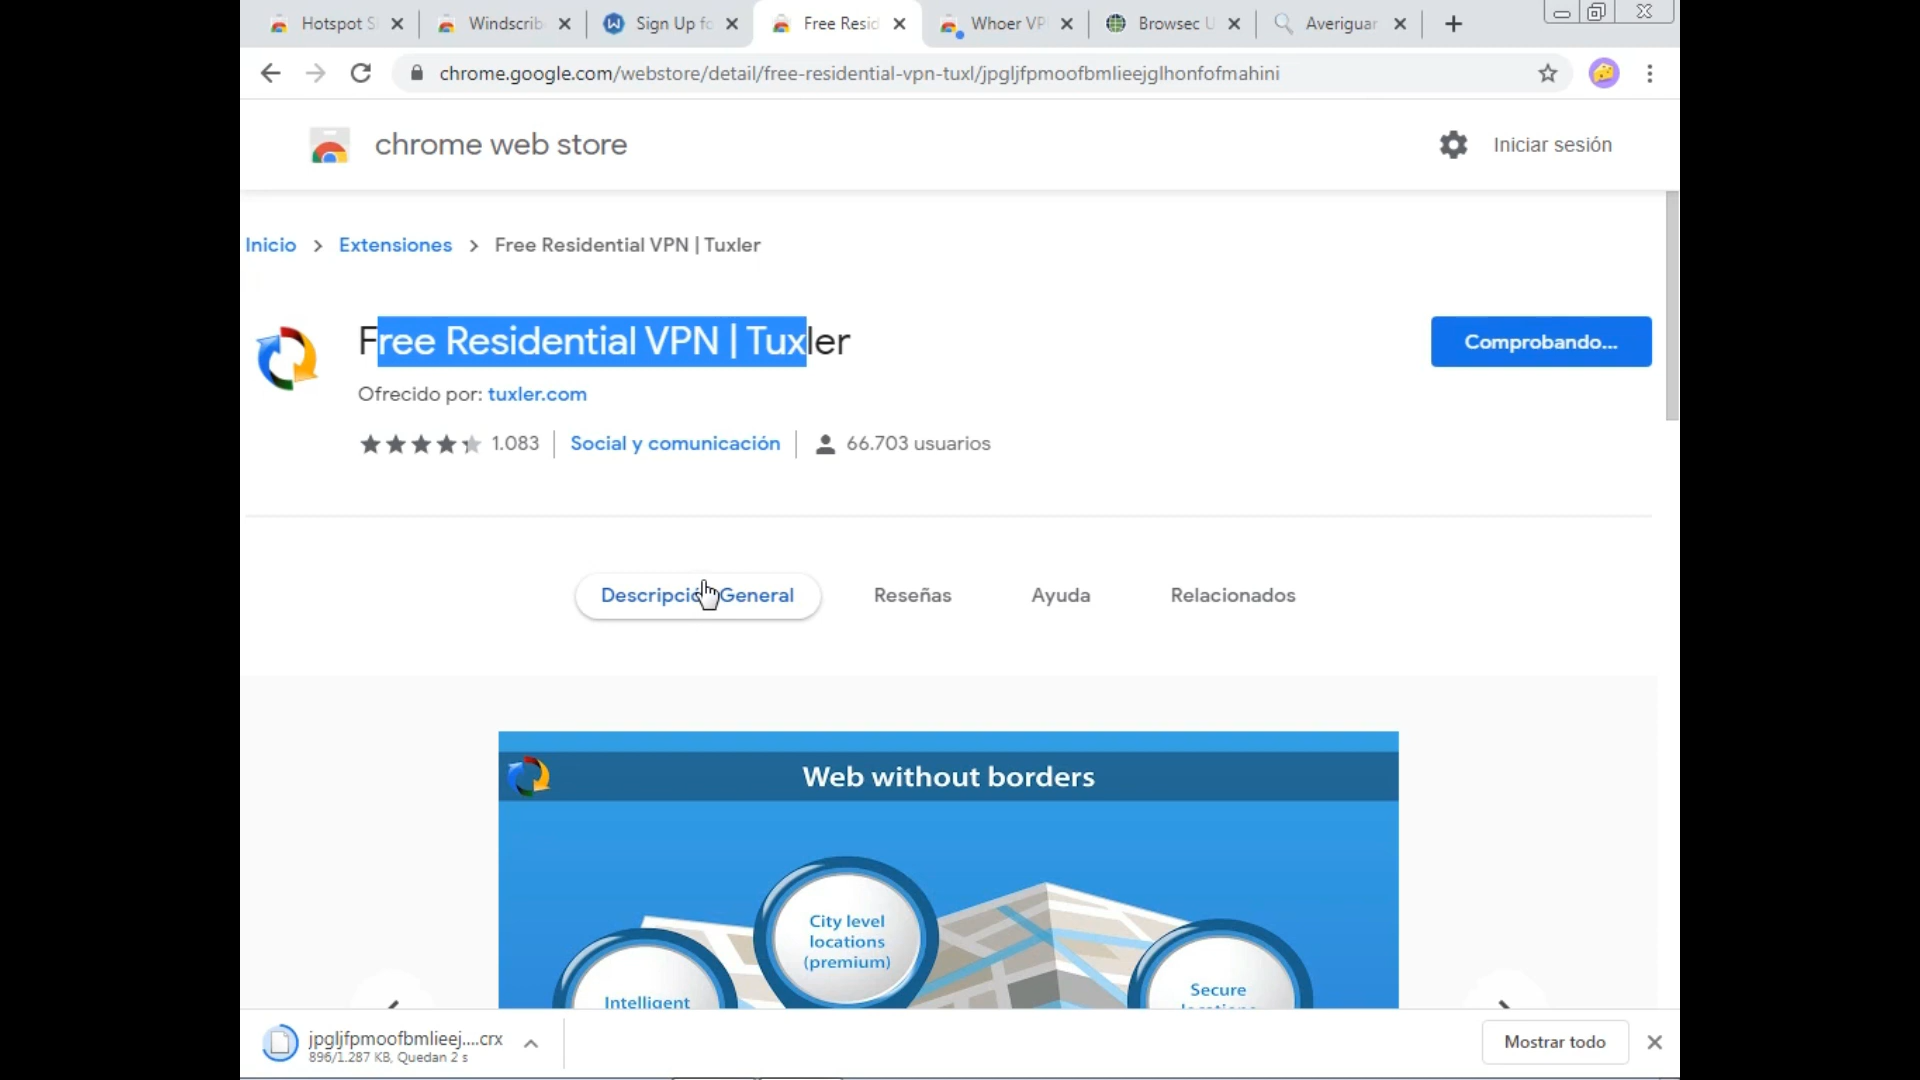 Hotspot S
Windscrib
Sign Up fo
Free Resid
Whoer VP
Browsec U
Averiguar
chrome.google.com/webstore/detail/free-residential-vpn-tuxl/jpgljfpmoofbmlieejglhonfofmahini
chrome web store
Iniciar sesión
Inicio > Extensiones > Free Residential VPN | Tuxler
Free Residential VPN | Tuxler
Comprobando...
Ofrecido por: tuxler.com
1.083
Social y comunicación
66.703 usuarios
Descripción General
Reseñas
Ayuda
Relacionados
Web without borders
City level
locations
(premium)
Intelligent
Secure
locations
jpgljfpmoofbmlieej....crx
896/1.287 KB, Quedan 2 s
Mostrar todo